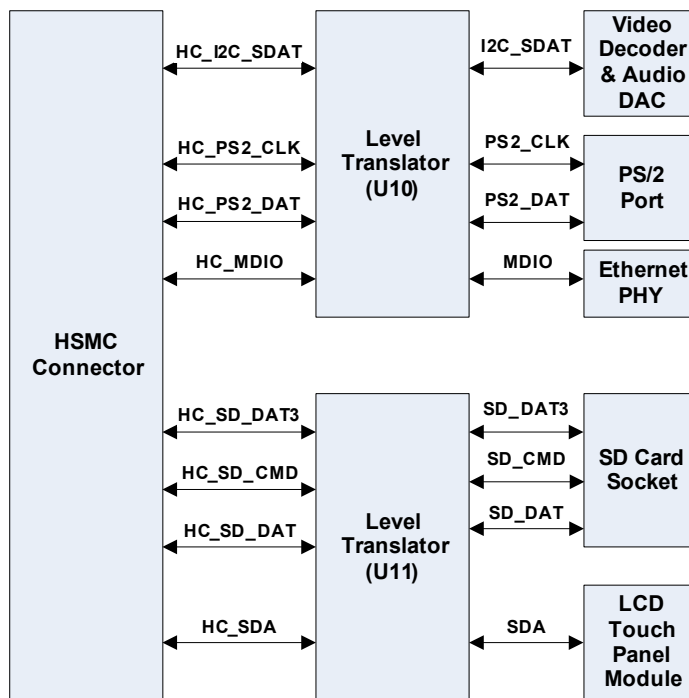 HSMC
Connector
HC_I2C_SDAT
HC_PS2_CLK
HC_PS2_DAT
HC_MDIO
Level
Translator
(U10)
I2C_SDAT
PS2_CLK
PS2_DAT
MDIO
Video
Decoder
& Audio
DAC
PS/2
Port
Ethernet
PHY
HC_SD_DAT3
HC_SD_CMD
HC_SD_DAT
HC_SDA
Level
Translator
(U11)
SD_DAT3
SD_CMD
SD_DAT
SDA
SD Card
Socket
LCD
Touch
Panel
Module